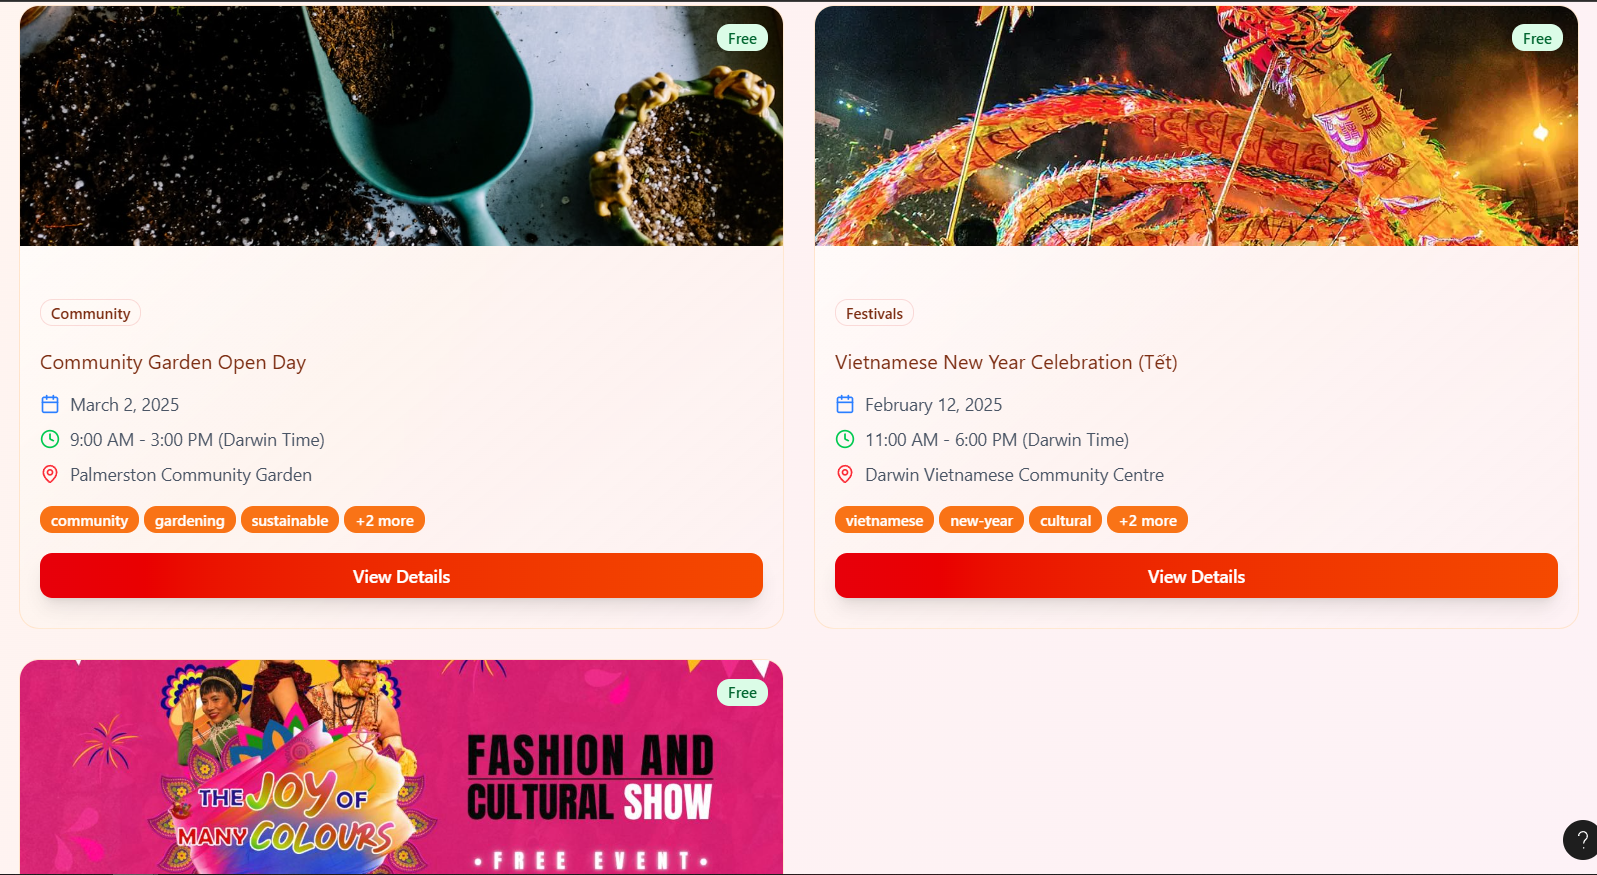 Free
Community
Community Garden Open Day
March 2, 2025
9:00 AM - 3:00 PM (Darwin Time)
Palmerston Community Garden
community gardening sustainable +2 more
View Details
Free
Festivals
Vietnamese New Year Celebration (Tết)
February 12, 2025
11:00 AM - 6:00 PM (Darwin Time)
Darwin Vietnamese Community Centre
vietnamese new-year cultural +2 more
View Details
Free
THE JOY OF
MANY COLOURS
FASHION AND
CULTURAL SHOW
•FREE EVENT•
?